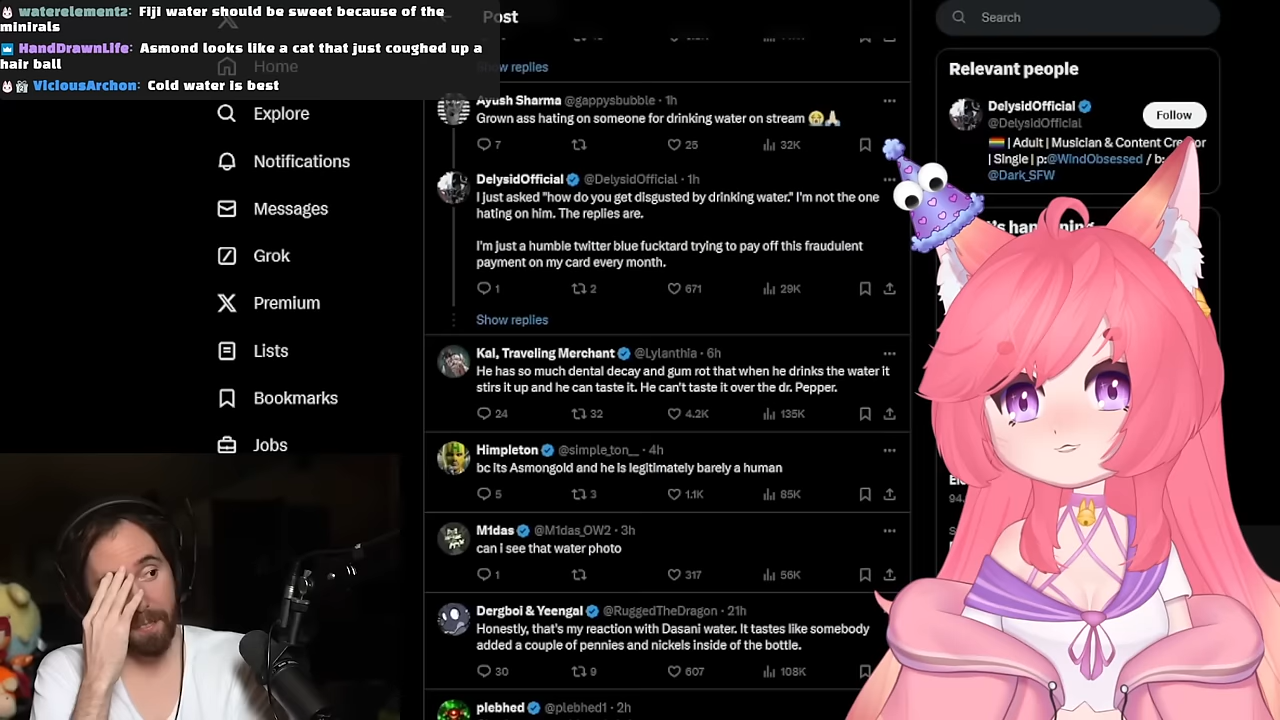 waterelement2: Fiji water should be sweet because of the
minirals
HandDrawnLife: Asmond looks like a cat that just coughed up a
hair ball
ViciousArchon: Cold water is best
Home
Explore
Notifications
Messages
Grok
Premium
Lists
Bookmarks
Jobs
Post
Show replies
Ayush Sharma @gappysbubble · 1h
Grown ass hating on someone for drinking water on stream 😭🙏
7 25 32K
DelysidOfficial @DelysidOfficial · 1h
I just asked "how do you get disgusted by drinking water." I'm not the one
hating on him. The replies are.
I'm just a humble twitter blue fucktard trying to pay off this fraudulent
payment on my card every month.
1 2 671 29K
Show replies
Kal, Traveling Merchant @Lylanthia · 6h
He has so much dental decay and gum rot that when he drinks the water it
stirs it up and he can taste it. He can't taste it over the dr. Pepper.
24 32 4.2K 135K
Himpleton @simple_ton__ · 4h
bc its Asmongold and he is legitimately barely a human
5 3 1.1K 85K
M1das @M1das_OW2 · 3h
can i see that water photo
1 317 56K
Dergboi & Yeengal @RuggedTheDragon · 21h
Honestly, that's my reaction with Dasani water. It tastes like somebody
added a couple of pennies and nickels inside of the bottle.
30 9 607 108K
plebhed @plebhed1 · 2h
Search
Relevant people
DelysidOfficial
@DelysidOfficial
Follow
🏳️‍🌈 | Adult | Musician & Content Creator
| Single | p:@WindObsessed / b:
@Dark_SFW